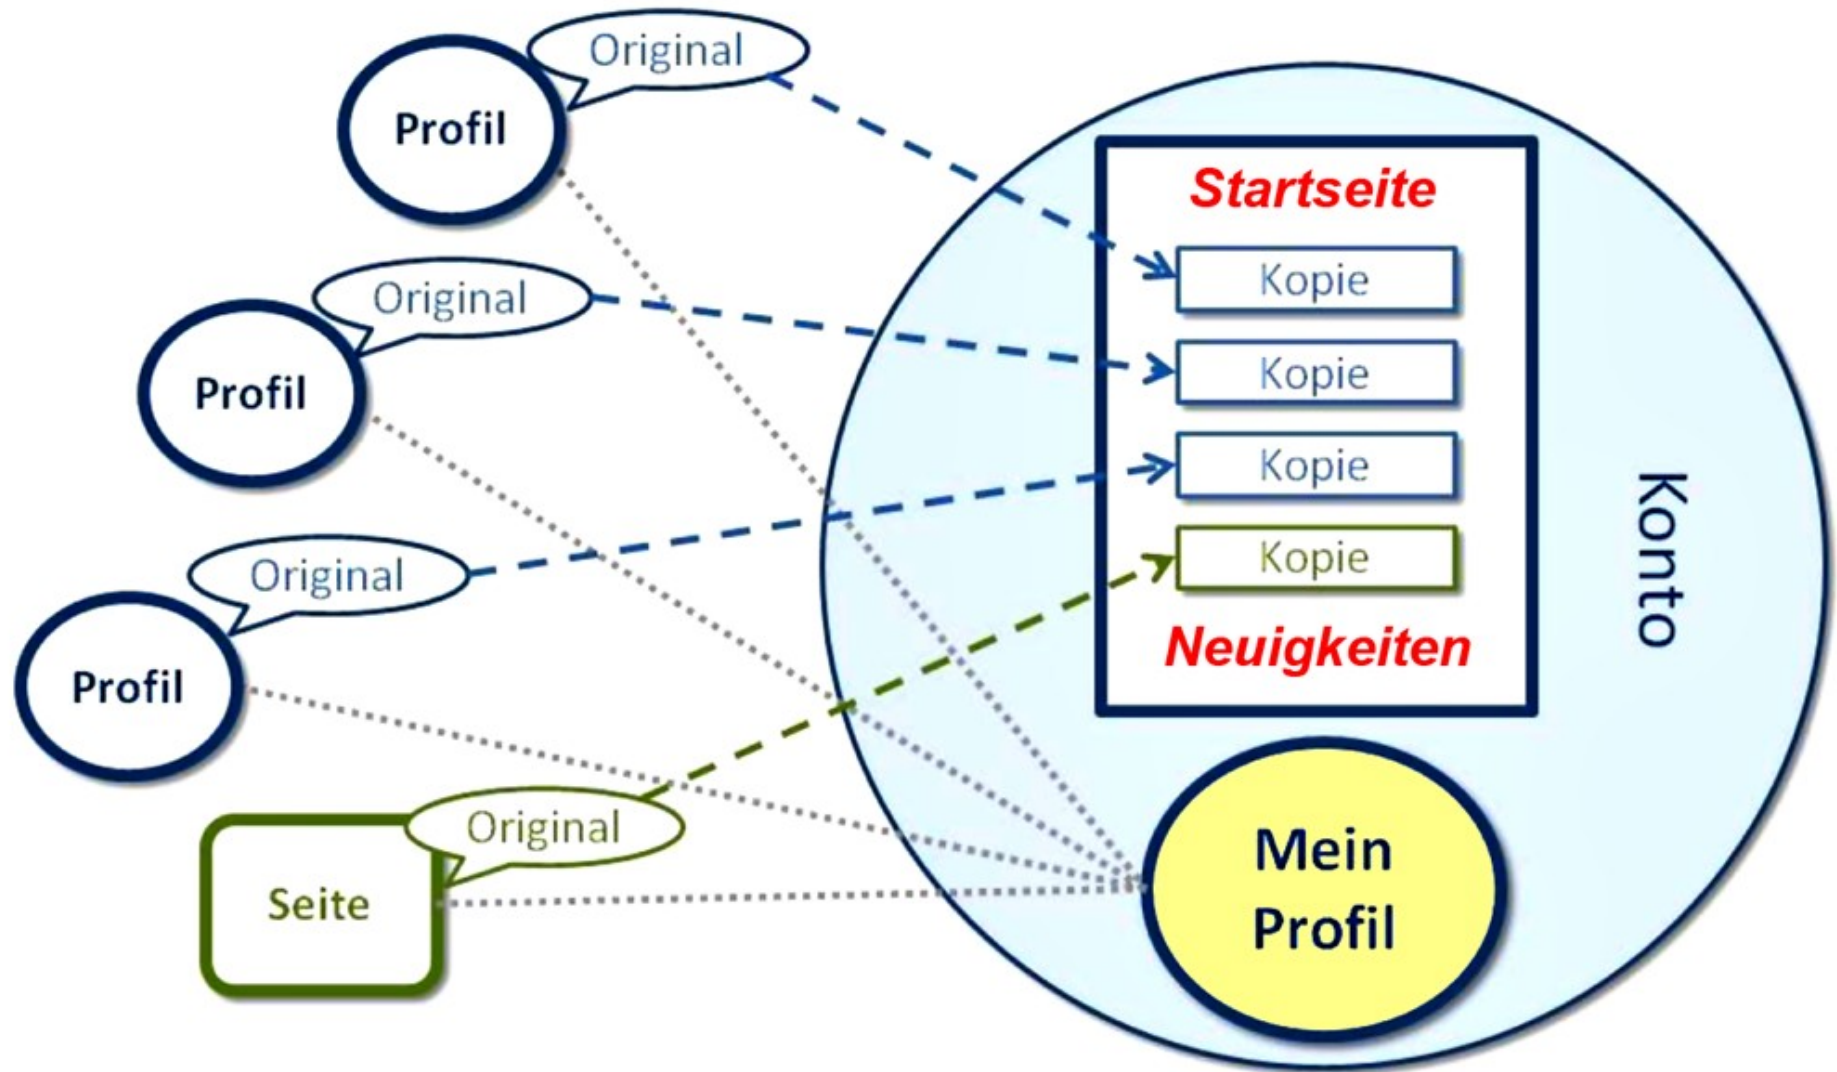 Original
Profil
Original
Profil
Original
Profil
Original
Seite
Startseite
Kopie
Kopie
Kopie
Kopie
Neuigkeiten
Konto
Mein
Profil